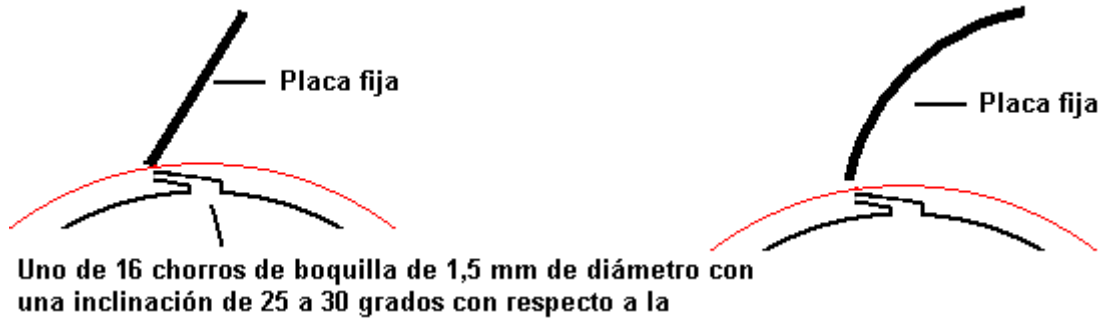 Placa fija
Placa fija
Uno de 16 chorros de boquilla de 1,5 mm de diámetro con
una inclinación de 25 a 30 grados con respecto a la